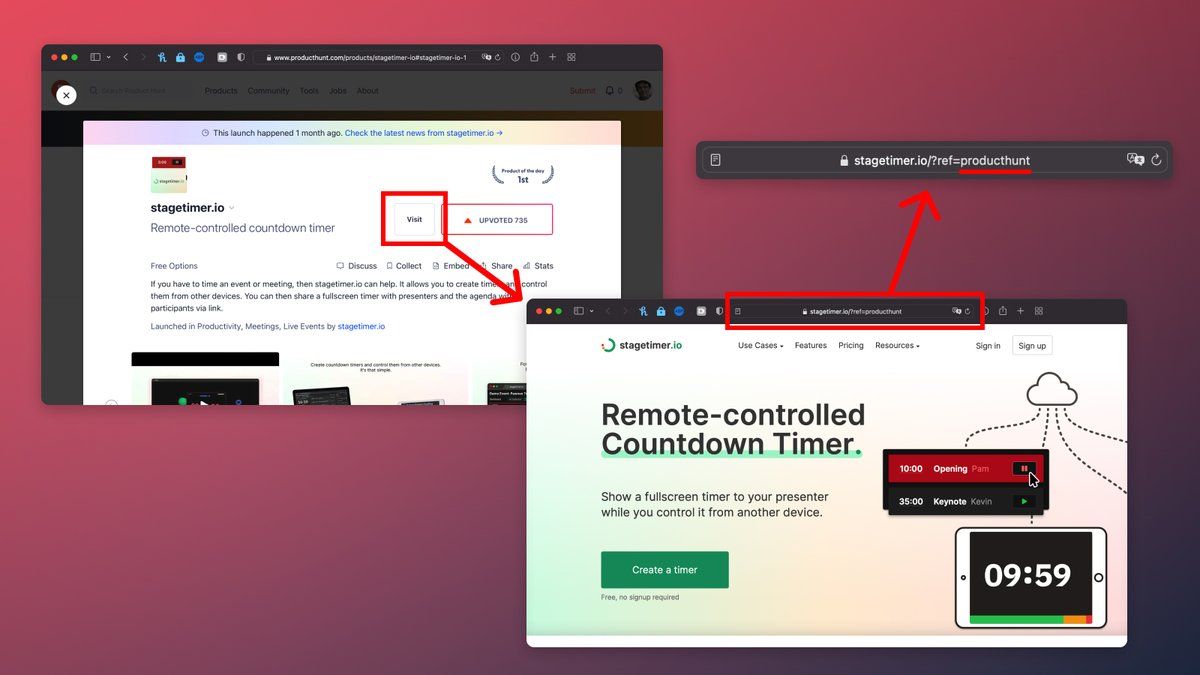 www.producthunt.com/products/stagetimer-io#stagetimer-io-1
Search Product Hunt
Products Community Tools Jobs About
Submit 0
This launch happened 1 month ago. Check the latest news from stagetimer.io →
Product of the day
1st
stagetimer.io
Remote-controlled countdown timer
Visit
UPVOTED 735
Free Options
Discuss Collect Embed Share Stats
If you have to time an event or meeting, then stagetimer.io can help. It allows you to create and control
them from other devices. You can then share a fullscreen timer with presenters and the agenda
participants via link.
Launched in Productivity, Meetings, Live Events by stagetimer.io
Create countdown timers and control them from other devices.
It's that simple.
stagetimer.io/?ref=producthunt
stagetimer.io/?ref=producthunt
stagetimer.io
Use Cases Features Pricing Resources
Sign in Sign up
Remote-controlled
Countdown Timer.
Show a fullscreen timer to your presenter
while you control it from another device.
Create a timer
Free, no signup required
10:00 Opening Pam
35:00 Keynote Kevin
09:59